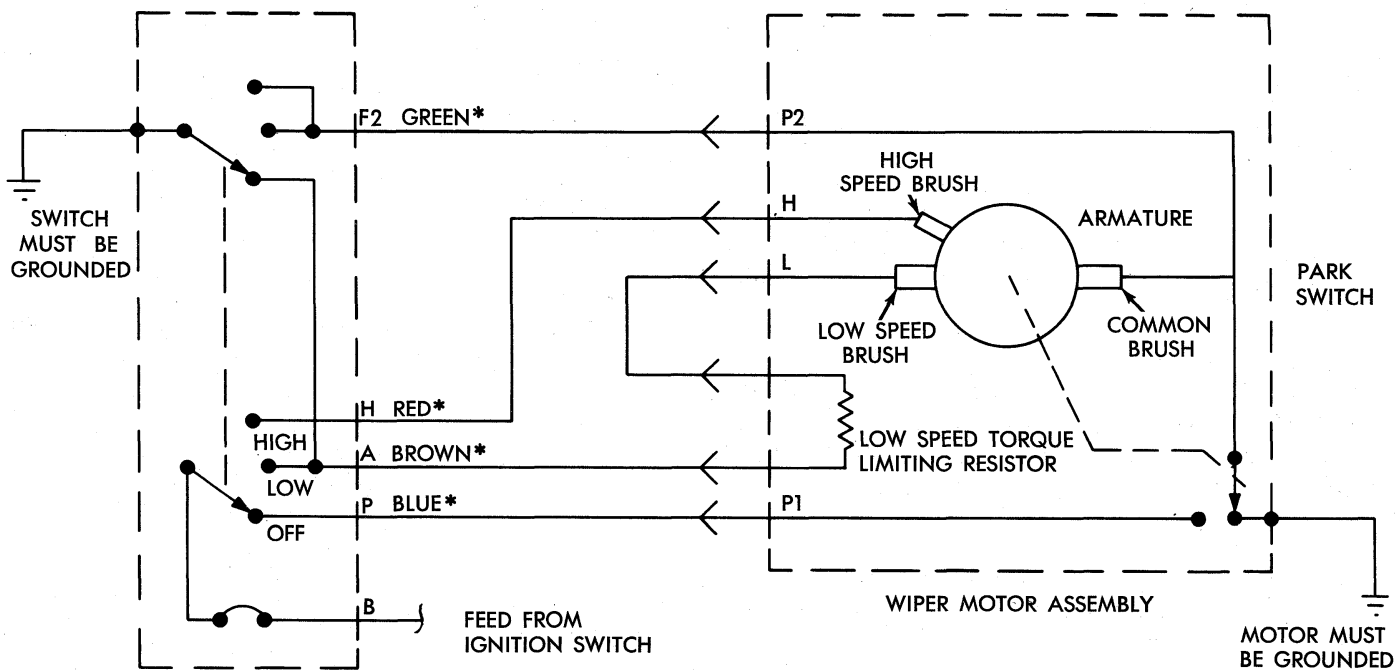 F2 GREEN*
P2
HIGH
SPEED BRUSH
H
ARMATURE
SWITCH
MUST BE
GROUNDED
L
PARK
SWITCH
LOW SPEED
BRUSH
COMMON
BRUSH
H RED*
HIGH
A BROWN*
LOW
LOW SPEED TORQUE
LIMITING RESISTOR
P BLUE*
P1
OFF
B
FEED FROM
IGNITION SWITCH
WIPER MOTOR ASSEMBLY
MOTOR MUST
BE GROUNDED